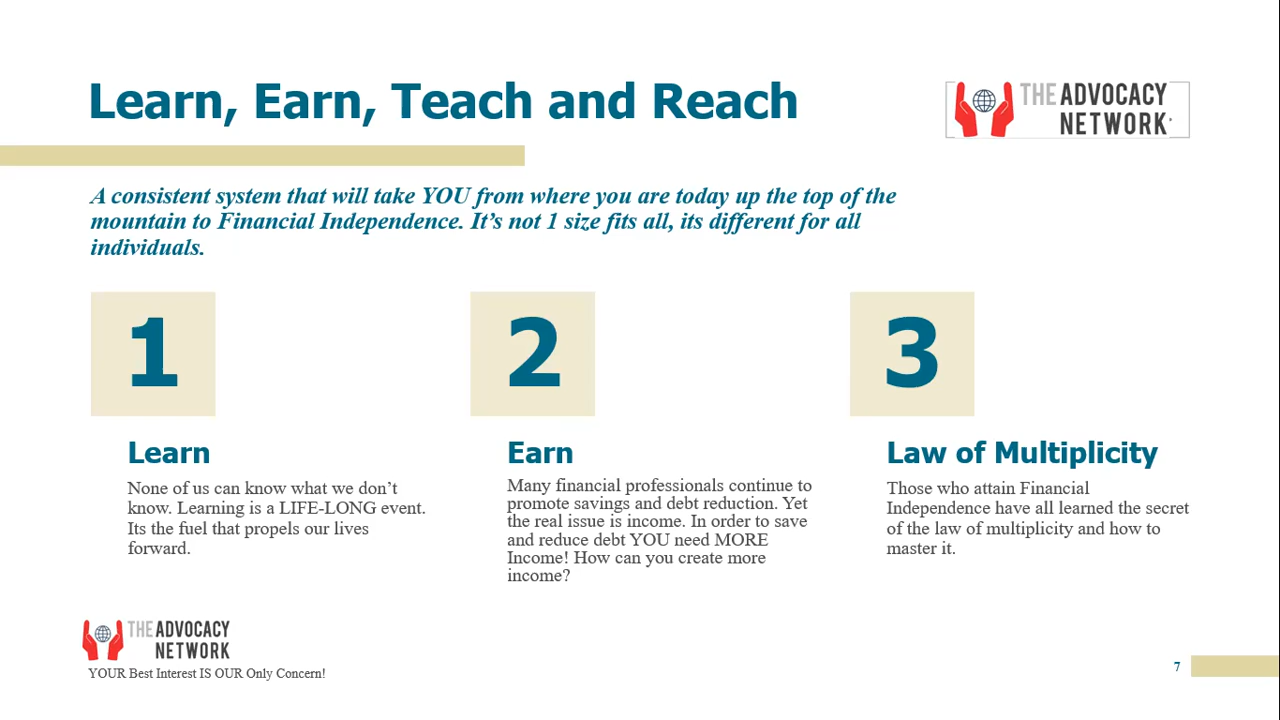 Learn, Earn, Teach and Reach
THE ADVOCACY
NETWORK
A consistent system that will take YOU from where you are today up the top of the
mountain to Financial Independence. It’s not 1 size fits all, its different for all
individuals.
1
2
3
Learn
None of us can know what we don’t
know. Learning is a LIFE-LONG event.
Its the fuel that propels our lives
forward.
Earn
Many financial professionals continue to
promote savings and debt reduction. Yet
the real issue is income. In order to save
and reduce debt YOU need MORE
Income! How can you create more
income?
Law of Multiplicity
Those who attain Financial
Independence have all learned the secret
of the law of multiplicity and how to
master it.
THE ADVOCACY
NETWORK
YOUR Best Interest IS OUR Only Concern!
7